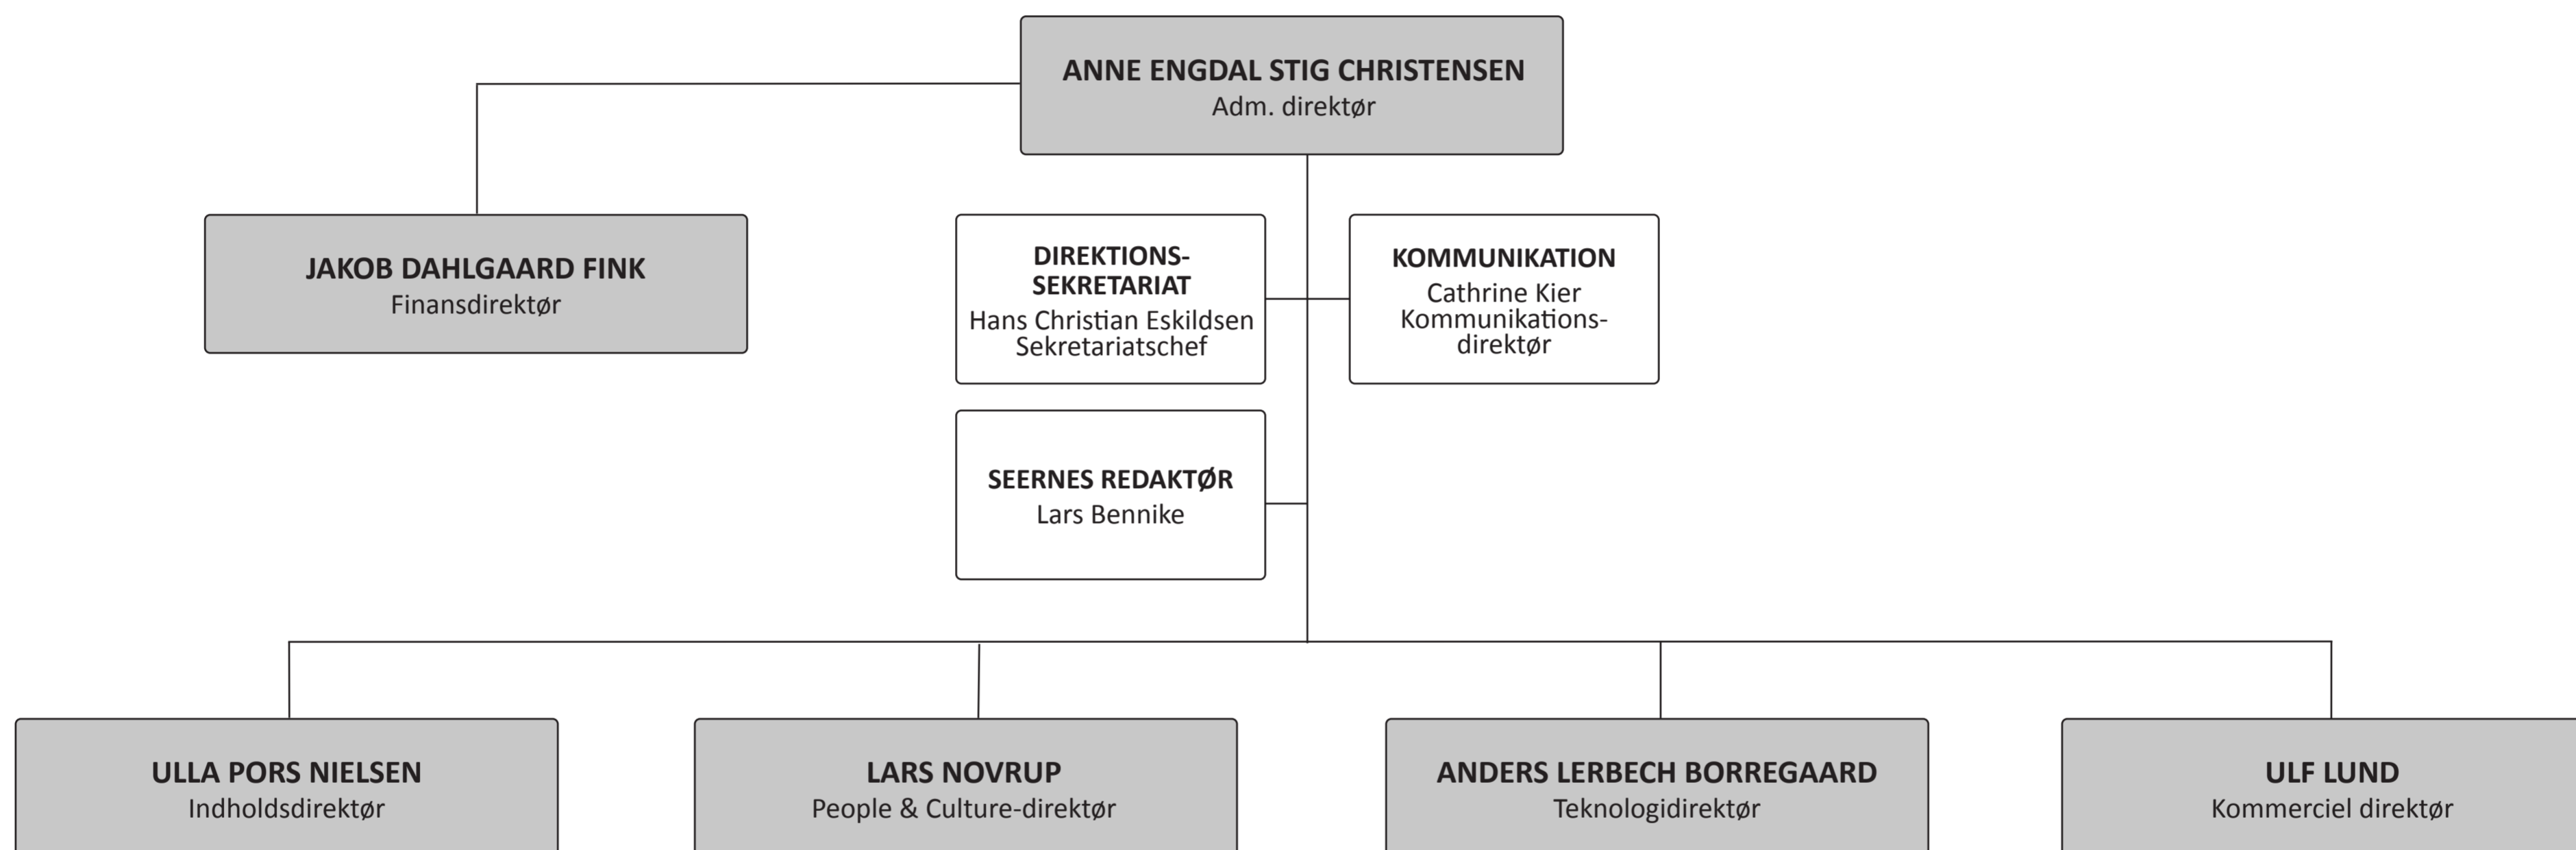 ANNE ENGDAL STIG CHRISTENSEN
Adm. direktør
JAKOB DAHLGAARD FINK
Finansdirektør
DIREKTIONS-
SEKRETARIAT
Hans Christian Eskildsen
Sekretariatschef
KOMMUNIKATION
Cathrine Kier
Kommunikations-
direktør
SEERNES REDAKTØR
Lars Bennike
ULLA PORS NIELSEN
Indholdsdirektør
LARS NOVRUP
People & Culture-direktør
ANDERS LERBECH BORREGAARD
Teknologidirektør
ULF LUND
Kommerciel direktør